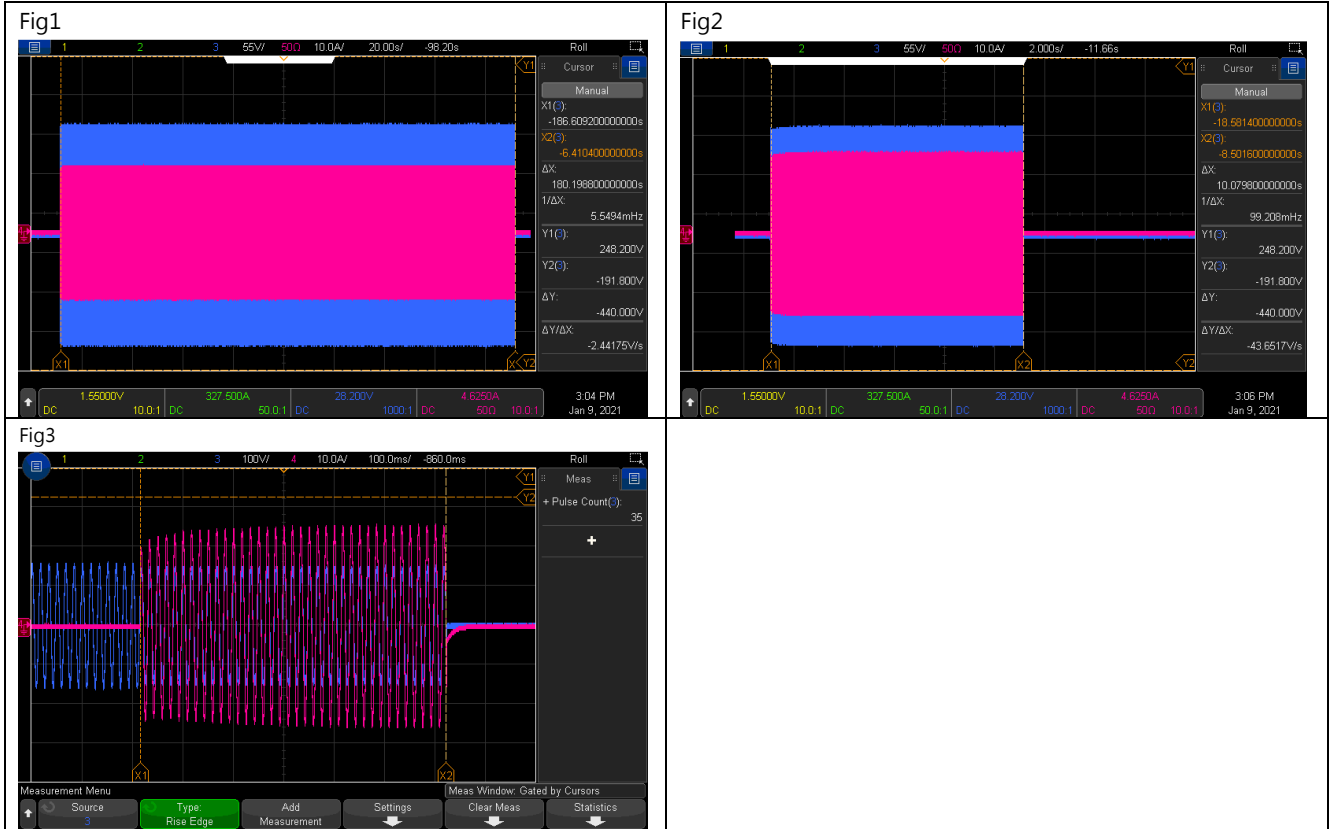 Fig1
1 2 3 55V/ 50Ω 10.0A/ 20.00s/ -98.20s Roll
Y1
Cursor
Manual
X1(3):
-186.609200000000s
X2(3):
-6.410400000000s
ΔX:
180.198800000000s
1/ΔX:
5.5494mHz
Y1(3):
248.200V
Y2(3):
-191.800V
ΔY:
-440.000V
ΔY/ΔX:
-2.44175V/s
X1 X Y2
1.55000V 327.500A 28.200V 4.6250A 3:04 PM
DC 10.0:1 DC 50.0:1 DC 1000:1 DC 50Ω 10.0:1 Jan 9, 2021
Fig2
1 2 3 55V/ 50Ω 10.0A/ 2.000s/ -11.66s Roll
Y1
Cursor
Manual
X1(3):
-18.581400000000s
X2(3):
-8.501600000000s
ΔX:
10.079800000000s
1/ΔX:
99.208mHz
Y1(3):
248.200V
Y2(3):
-191.800V
ΔY:
-440.000V
ΔY/ΔX:
-43.6517V/s
X1 X2 Y2
1.55000V 327.500A 28.200V 4.6250A 3:06 PM
DC 10.0:1 DC 50.0:1 DC 1000:1 DC 50Ω 10.0:1 Jan 9, 2021
Fig3
1 2 3 100V/ 4 10.0A/ 100.0ms/ -860.0ms Roll
Y1
Y2
Meas
+ Pulse Count(3):
35
+
X1 X2
Measurement Menu Meas Window: Gated by Cursors
Source Type: Add Settings Clear Meas Statistics
3 Rise Edge Measurement